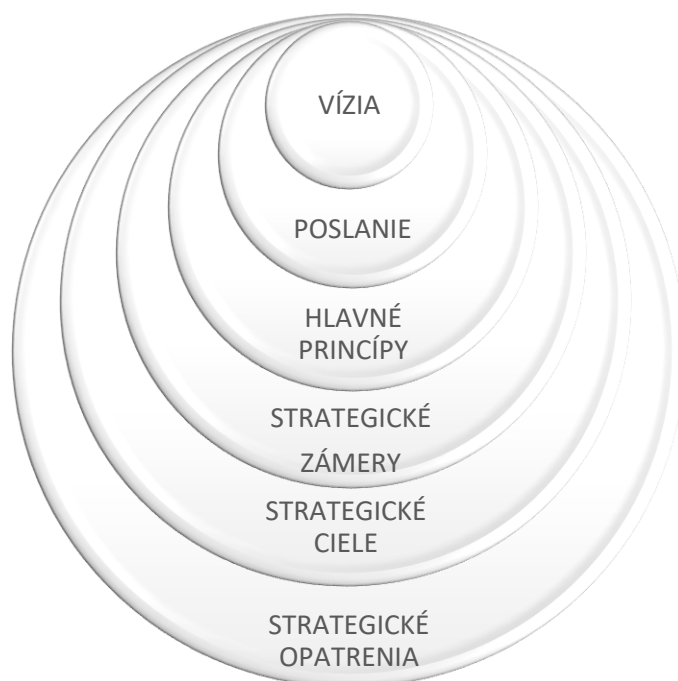 VÍZIA
POSLANIE
HLAVNÉ
PRINCÍPY
STRATEGICKÉ
ZÁMERY
STRATEGICKÉ
CIELE
STRATEGICKÉ
OPATRENIA